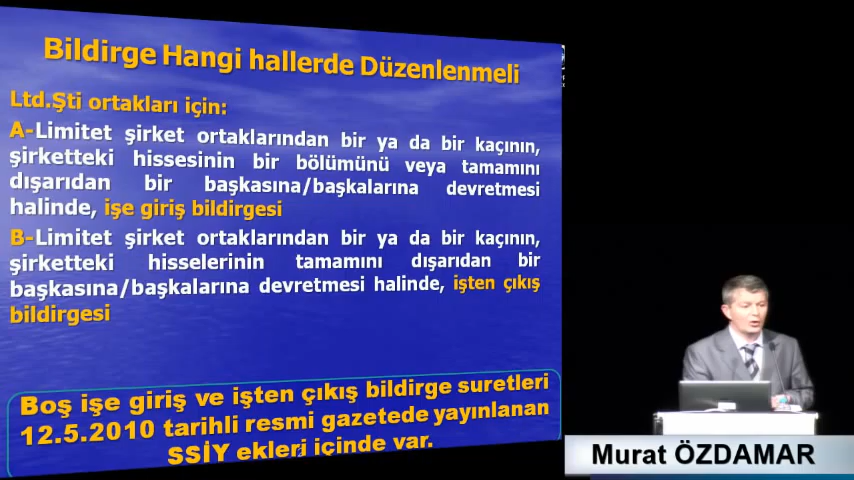 Bildirge Hangi hallerde Düzenlenmeli
Ltd.Şti ortakları için:
A-Limitet şirket ortaklarından bir ya da bir kaçının,
şirketteki hissesinin bir bölümünü veya tamamını
dışarıdan bir başkasına/başkalarına devretmesi
halinde, işe giriş bildirgesi
B-Limitet şirket ortaklarından bir ya da bir kaçının,
şirketteki hisselerinin tamamını dışarıdan bir
başkasına/başkalarına devretmesi halinde, işten çıkış
bildirgesi
Boş işe giriş ve işten çıkış bildirge suretleri
12.5.2010 tarihli resmi gazetede yayınlanan
SSİY ekleri içinde var.
Murat ÖZDAMAR